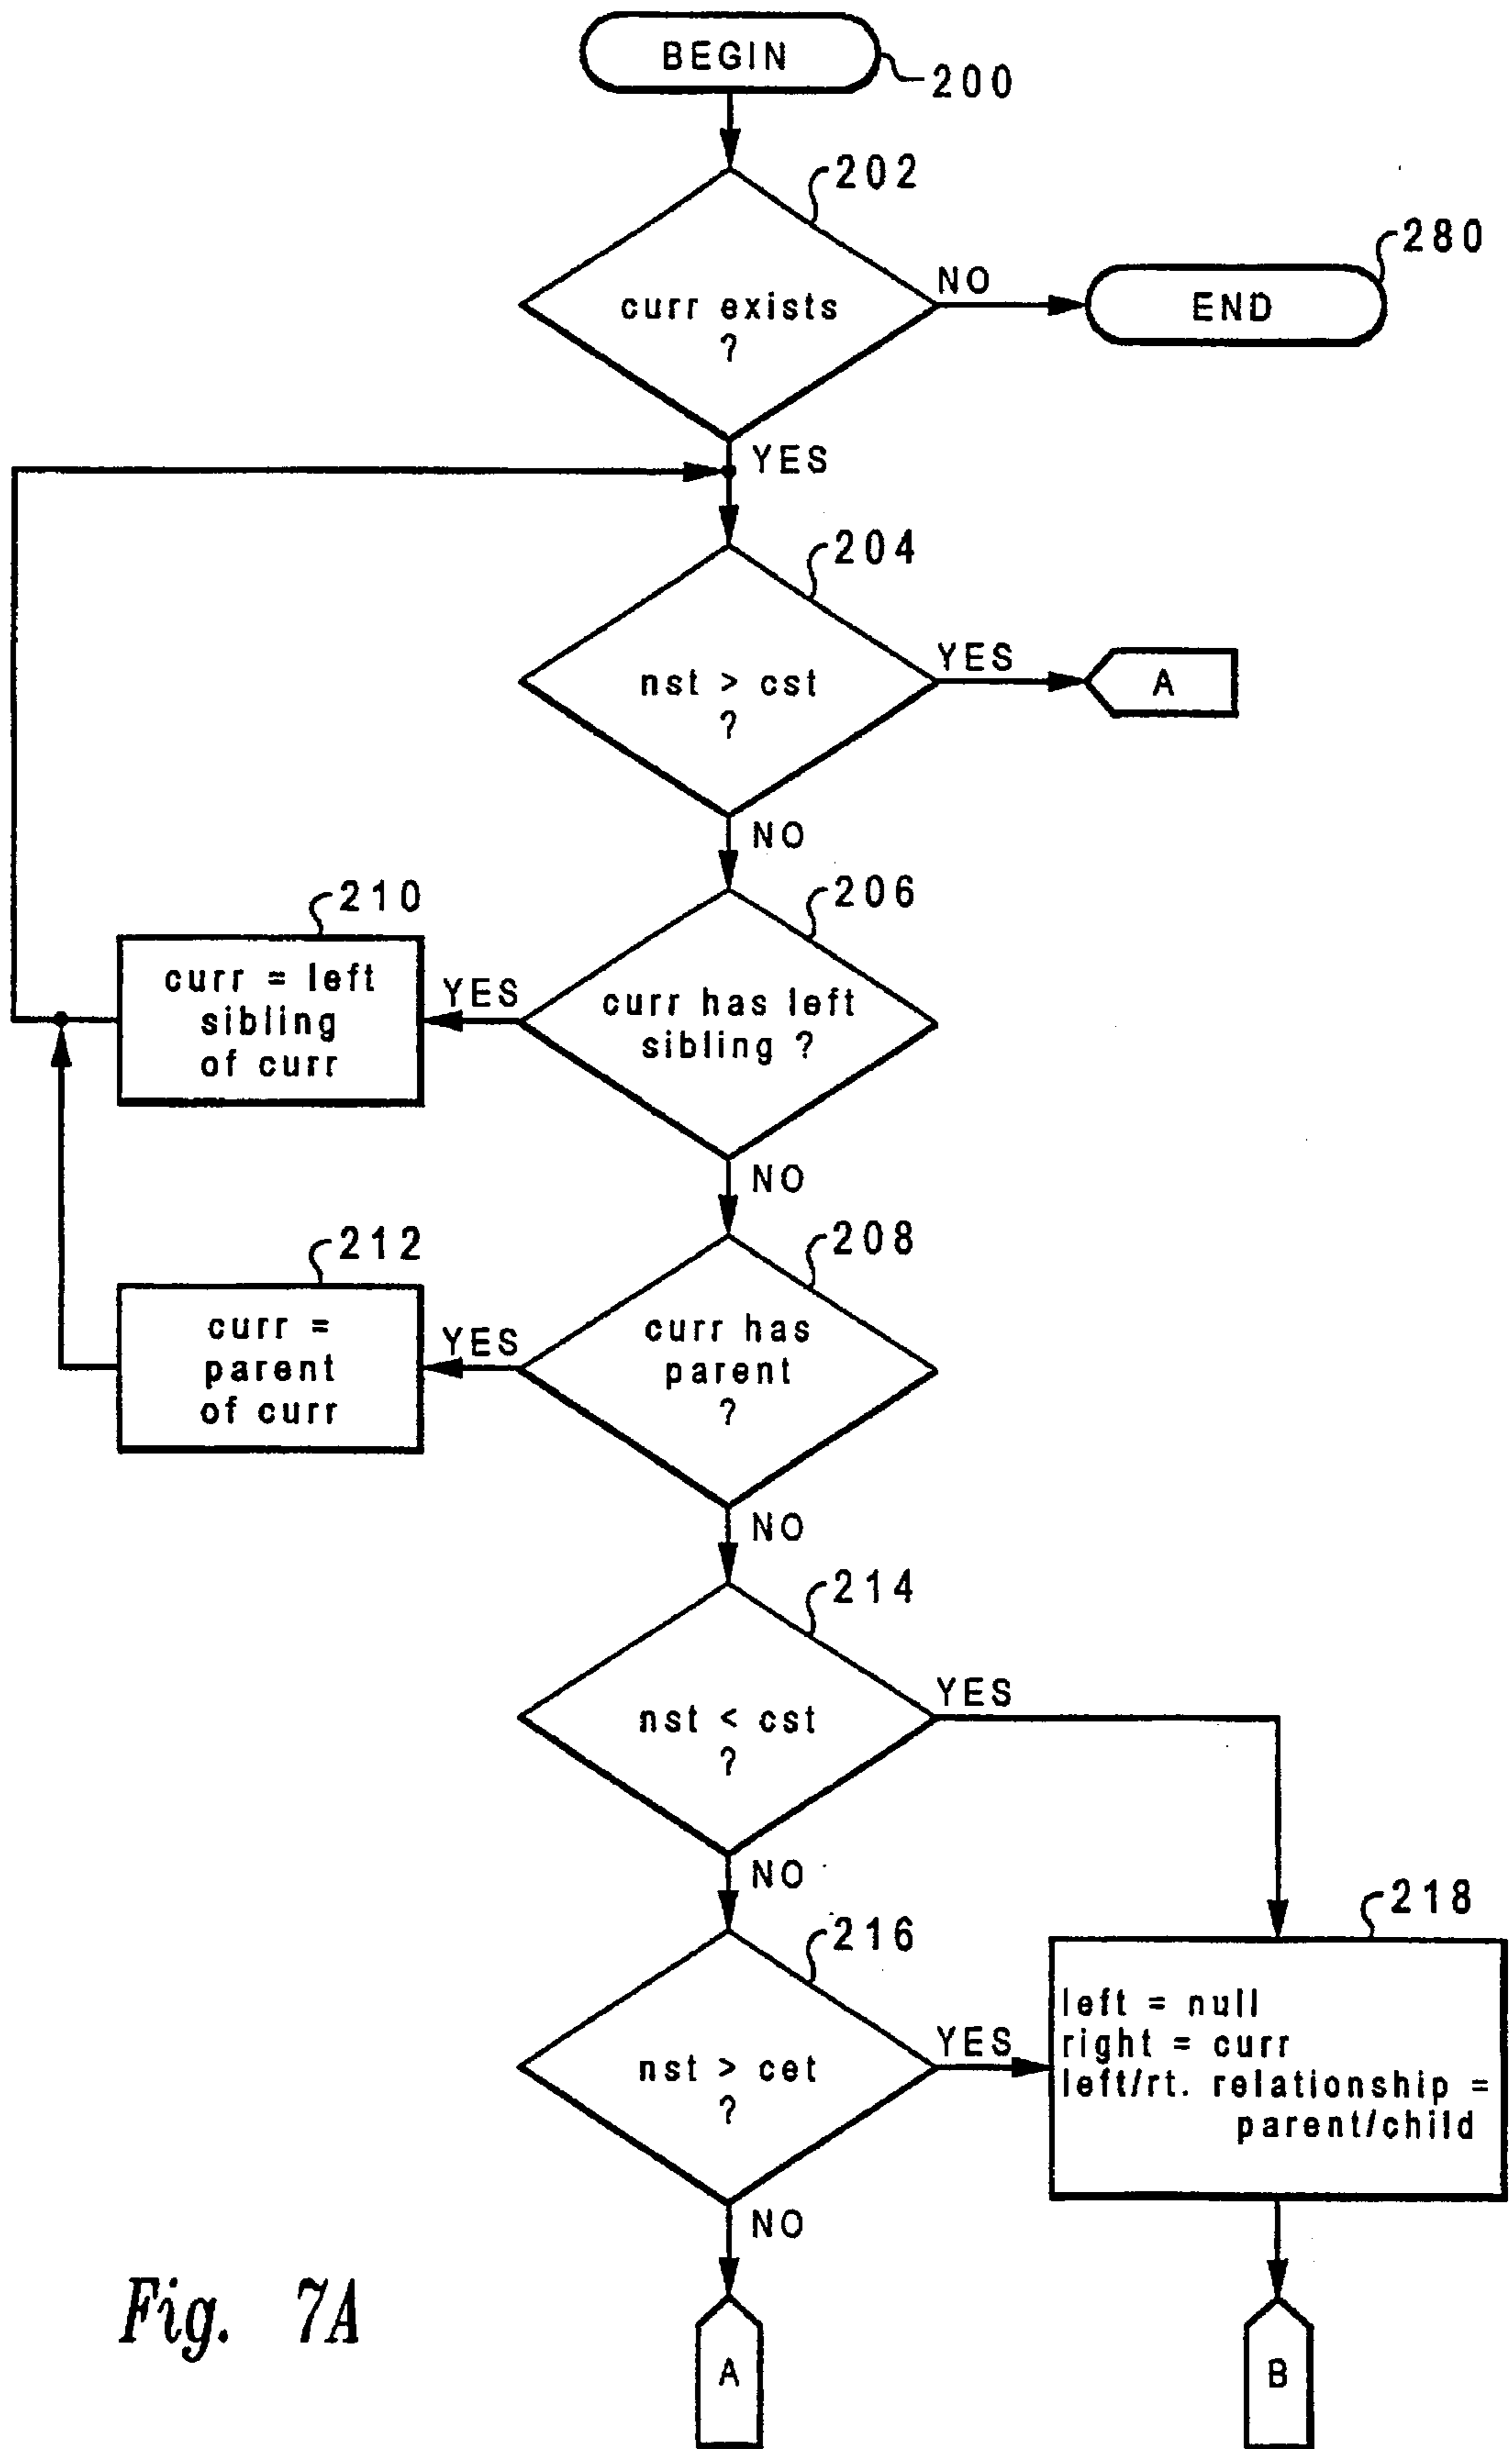 BEGIN
200
202
curr exists
?
NO
END
280
YES
204
nst > cst
?
YES
A
NO
206
curr has left
sibling ?
YES
210
curr = left
sibling
of curr
NO
208
curr has
parent
?
YES
212
curr =
parent
of curr
NO
214
nst < cst
?
YES
NO
216
nst > cet
?
YES
218
left = null
right = curr
left/rt. relationship =
parent/child
NO
A
B
Fig. 7A